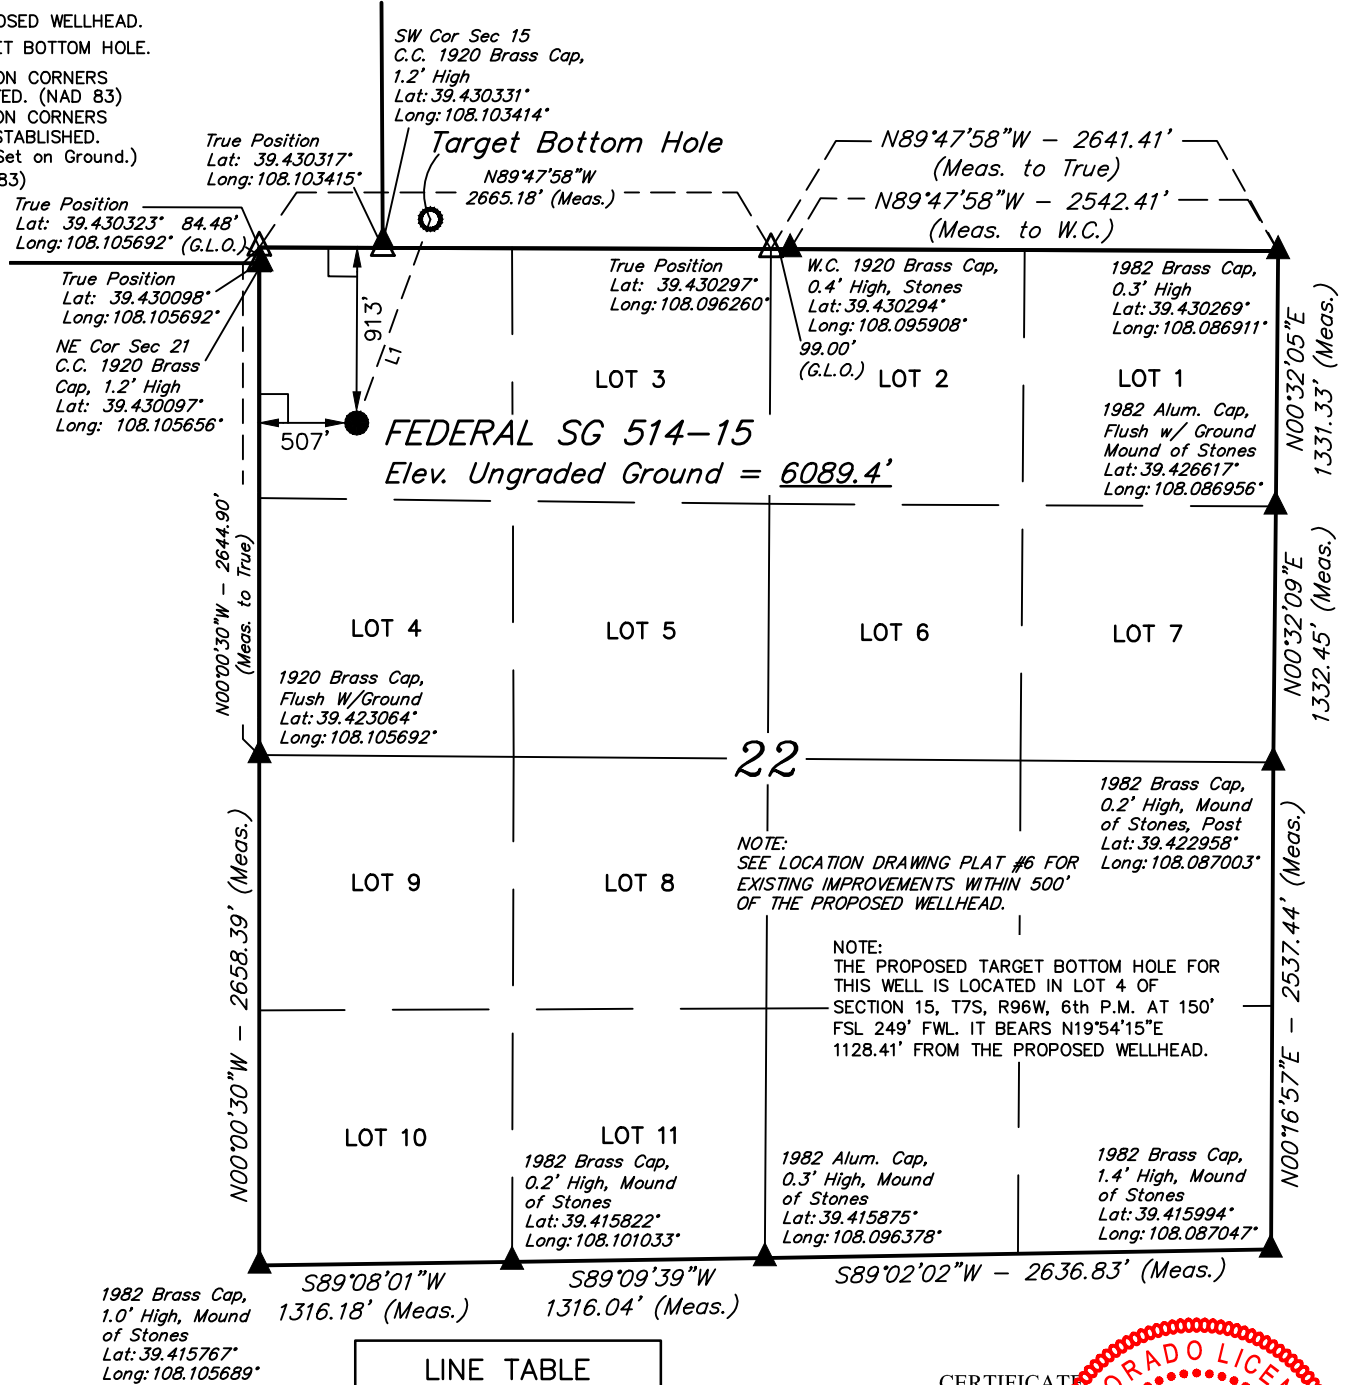 OSED WELLHEAD.
ET BOTTOM HOLE.
ON CORNERS
TED. (NAD 83)
ON CORNERS
STABLISHED.
Set on Ground.)
83)
SW Cor Sec 15
C.C. 1920 Brass Cap,
1.2' High
Lat: 39.430331°
Long: 108.103414°
True Position
Lat: 39.430317°
Long: 108.103415°
Target Bottom Hole
N89°47'58"W
2665.18' (Meas.)
N89°47'58"W - 2641.41'
(Meas. to True)
N89°47'58"W - 2542.41'
(Meas. to W.C.)
True Position
Lat: 39.430323°
Long: 108.105692°
84.48'
(G.L.O.)
True Position
Lat: 39.430098°
Long: 108.105692°
NE Cor Sec 21
C.C. 1920 Brass
Cap, 1.2' High
Lat: 39.430097°
Long: 108.105656°
913'
L1
507'
True Position
Lat: 39.430297°
Long: 108.096260°
W.C. 1920 Brass Cap,
0.4' High, Stones
Lat: 39.430294°
Long: 108.095908°
99.00'
(G.L.O.)
1982 Brass Cap,
0.3' High
Lat: 39.430269°
Long: 108.086911°
N00°32'05"E
1331.33' (Meas.)
LOT 3
LOT 2
LOT 1
1982 Alum. Cap,
Flush w/ Ground
Mound of Stones
Lat: 39.426617°
Long: 108.086956°
FEDERAL SG 514-15
Elev. Ungraded Ground = 6089.4'
N00°00'30"W - 2644.90'
(Meas. to True)
N00°32'09"E
1332.45' (Meas.)
LOT 4
LOT 5
LOT 6
LOT 7
1920 Brass Cap,
Flush W/Ground
Lat: 39.423064°
Long: 108.105692°
22
1982 Brass Cap,
0.2' High, Mound
of Stones, Post
Lat: 39.422958°
Long: 108.087003°
NOTE:
SEE LOCATION DRAWING PLAT #6 FOR
EXISTING IMPROVEMENTS WITHIN 500'
OF THE PROPOSED WELLHEAD.
LOT 9
LOT 8
N00°00'30"W - 2658.39' (Meas.)
N00°16'57"E - 2537.44' (Meas.)
NOTE:
THE PROPOSED TARGET BOTTOM HOLE FOR
THIS WELL IS LOCATED IN LOT 4 OF
SECTION 15, T7S, R96W, 6th P.M. AT 150'
FSL 249' FWL. IT BEARS N19°54'15"E
1128.41' FROM THE PROPOSED WELLHEAD.
LOT 10
LOT 11
1982 Brass Cap,
0.2' High, Mound
of Stones
Lat: 39.415822°
Long: 108.101033°
1982 Alum. Cap,
0.3' High, Mound
of Stones
Lat: 39.415875°
Long: 108.096378°
1982 Brass Cap,
1.4' High, Mound
of Stones
Lat: 39.415994°
Long: 108.087047°
S89°08'01"W
1316.18' (Meas.)
S89°09'39"W
1316.04' (Meas.)
S89°02'02"W - 2636.83' (Meas.)
1982 Brass Cap,
1.0' High, Mound
of Stones
Lat: 39.415767°
Long: 108.105689°
LINE TABLE
CERTIFICATE
ORADO LICEN